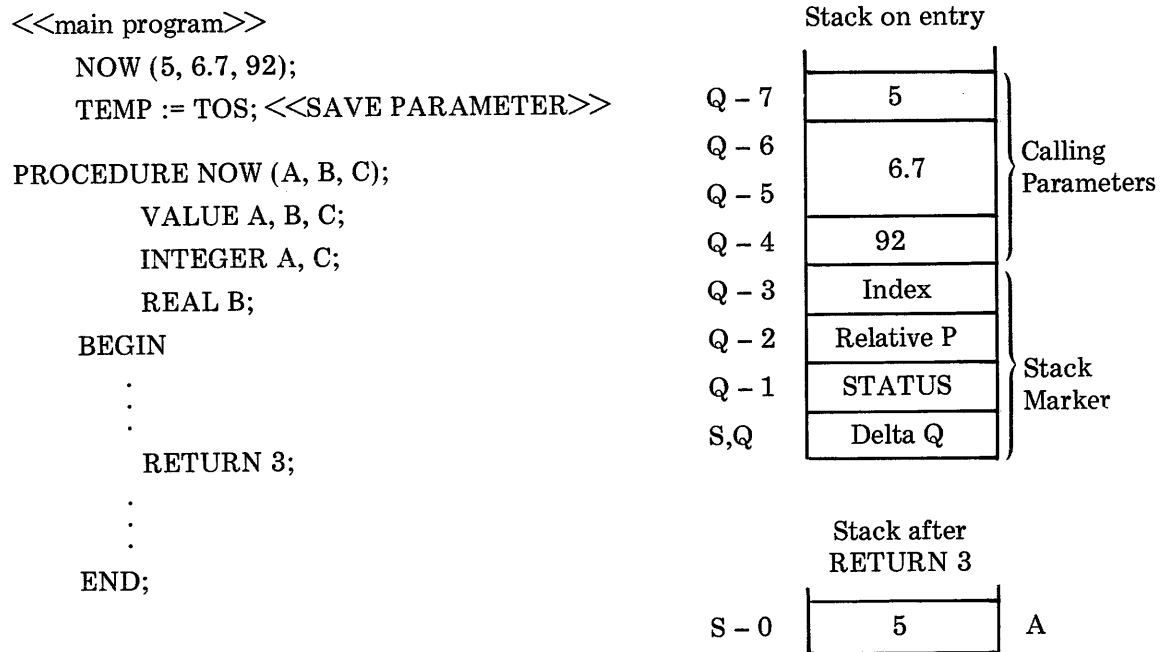 <<main program>>
NOW (5, 6.7, 92);
TEMP := TOS; <<SAVE PARAMETER>>
PROCEDURE NOW (A, B, C);
VALUE A, B, C;
INTEGER A, C;
REAL B;
BEGIN
.
.
.
RETURN 3;
.
.
.
END;
Stack on entry
Q – 7 5
Q – 6
6.7
Q – 5
Calling
Parameters
Q – 4 92
Q – 3 Index
Q – 2 Relative P
Q – 1 STATUS
Stack
Marker
S,Q Delta Q
Stack after
RETURN 3
S – 0 5 A